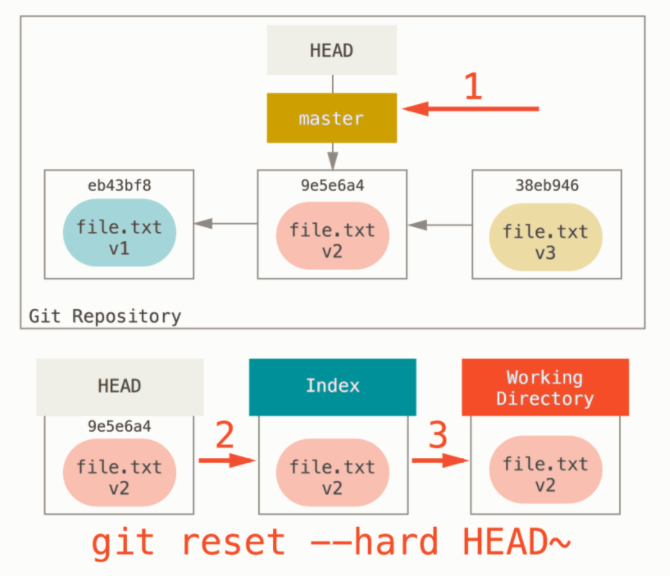 HEAD
1
master
eb43bf8
9e5e6a4
38eb946
file.txt
v1
file.txt
v2
file.txt
v3
Git Repository
HEAD
Index
Working
Directory
9e5e6a4
2
3
file.txt
v2
file.txt
v2
file.txt
v2
git reset --hard HEAD~